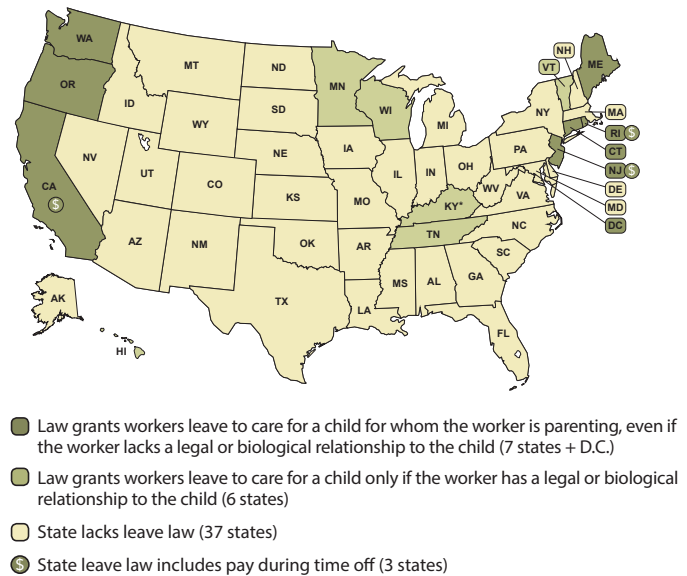 WA
OR
CA
$
NV
ID
MT
WY
UT
AZ
CO
NM
ND
SD
NE
KS
OK
TX
MN
IA
MO
AR
LA
WI
IL
MI
IN
OH
KY*
TN
MS
AL
GA
FL
SC
NC
VA
WV
PA
NY
VT
NH
ME
MA
RI $
CT
NJ $
DE
MD
DC
AK
HI
Law grants workers leave to care for a child for whom the worker is parenting, even if
the worker lacks a legal or biological relationship to the child (7 states + D.C.)
Law grants workers leave to care for a child only if the worker has a legal or biological
relationship to the child (6 states)
State lacks leave law (37 states)
$ State leave law includes pay during time off (3 states)